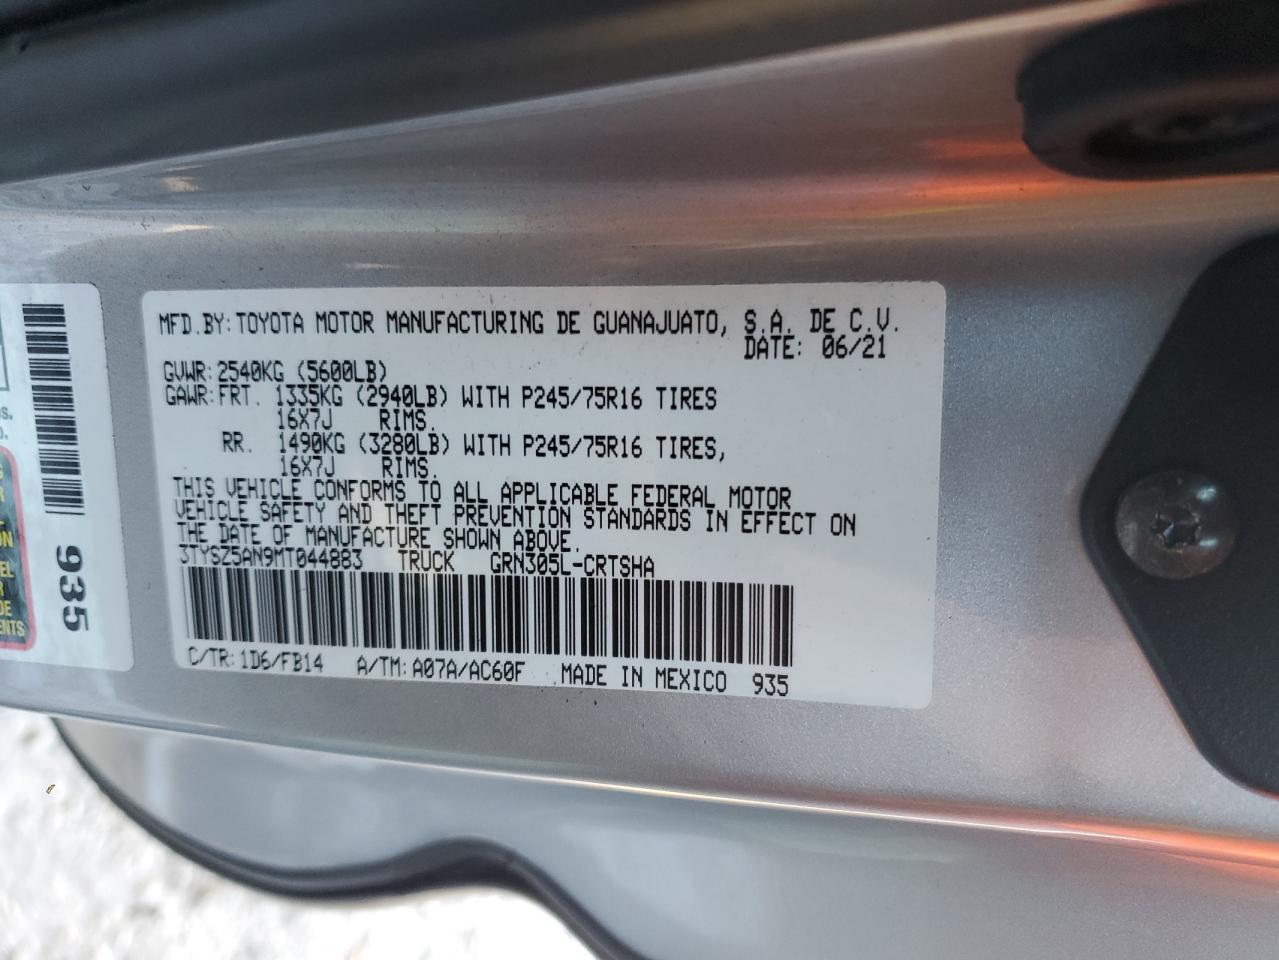 MFD.BY:TOYOTA MOTOR MANUFACTURING DE GUANAJUATO, S.A. DE C.V.
DATE: 06/21
GVWR:2540KG (5600LB)
GAWR:FRT. 1335KG (2940LB) WITH P245/75R16 TIRES
16X7J RIMS.
RR. 1490KG (3280LB) WITH P245/75R16 TIRES,
16X7J RIMS.
THIS VEHICLE CONFORMS TO ALL APPLICABLE FEDERAL MOTOR
VEHICLE SAFETY AND THEFT PREVENTION STANDARDS IN EFFECT ON
THE DATE OF MANUFACTURE SHOWN ABOVE.
3TYSZ5AN9MT044883 TRUCK GRN305L-CRTSHA
C/TR:1D6/FB14 A/TM:A07A/AC60F MADE IN MEXICO 935
935